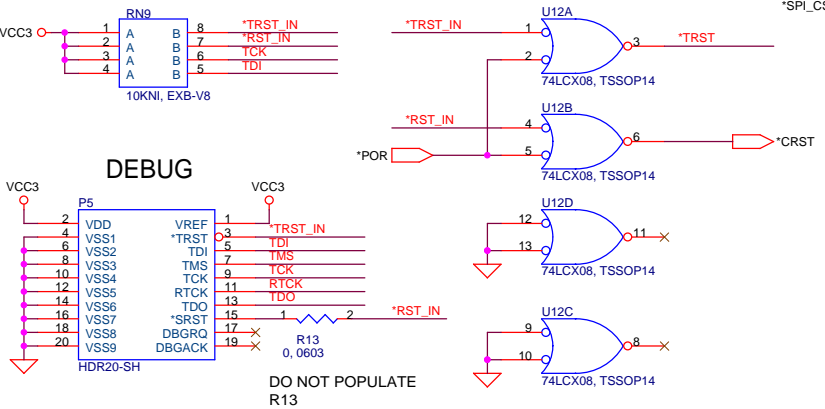 RN9
VCC3
1 A B 8 *TRST_IN
2 A B 7 *RST_IN
3 A B 6 TCK
4 A B 5 TDI
10KNI, EXB-V8
*SPI_CS
U12A
*TRST_IN 1
2
3 *TRST
74LCX08, TSSOP14
U12B
*RST_IN 4
*POR 5
6 *CRST
74LCX08, TSSOP14
DEBUG
VCC3
VCC3
P5
2 VDD VREF 1
4 VSS1 *TRST 3 *TRST_IN
6 VSS2 TDI 5 TDI
8 VSS3 TMS 7 TMS
10 VSS4 TCK 9 TCK
12 VSS5 RTCK 11 RTCK
14 VSS6 TDO 13 TDO
16 VSS7 *SRST 15 1 2 *RST_IN
18 VSS8 DBGRQ 17
20 VSS9 DBGACK 19
HDR20-SH
R13
0, 0603
DO NOT POPULATE
R13
U12D
12
13
11
74LCX08, TSSOP14
U12C
9
10
8
74LCX08, TSSOP14